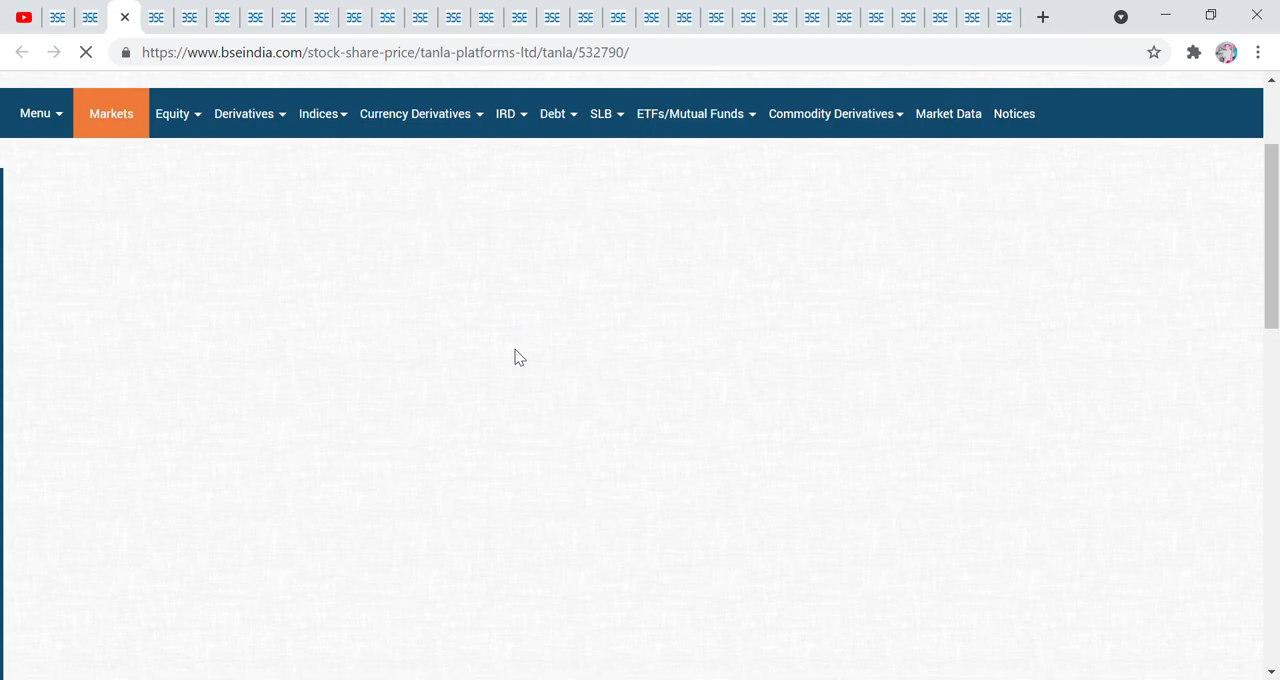 https://www.bseindia.com/stock-share-price/tanla-platforms-ltd/tanla/532790/
Menu Markets Equity Derivatives Indices Currency Derivatives IRD Debt SLB ETFs/Mutual Funds Commodity Derivatives Market Data Notices